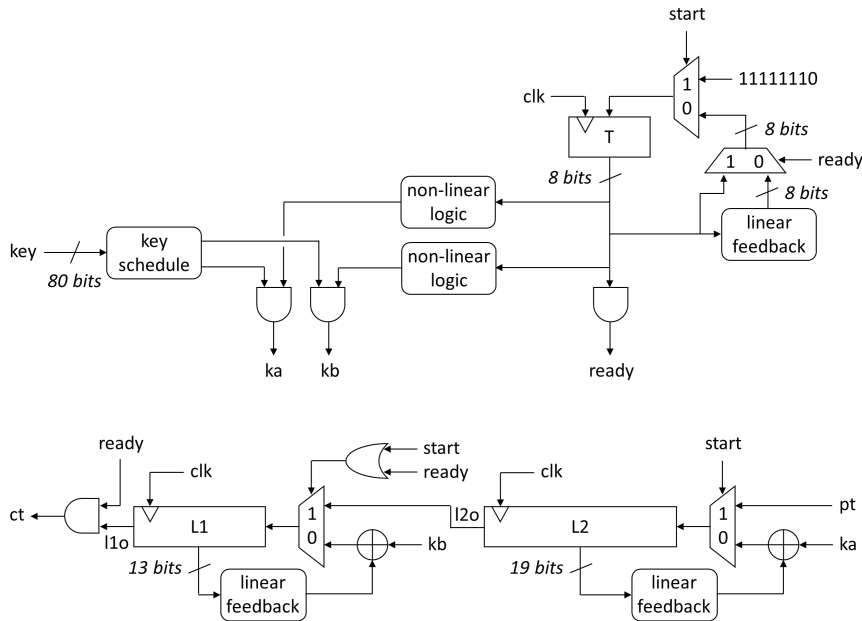 start
1
0
11111110
clk
T
8 bits
1 0
ready
8 bits
8 bits
non-linear
logic
linear
feedback
key
80 bits
key
schedule
non-linear
logic
ka
kb
ready
ready
clk
start
ready
clk
start
ct
l1o
L1
1
0
l2o
L2
1
0
pt
kb
ka
13 bits
linear
feedback
19 bits
linear
feedback